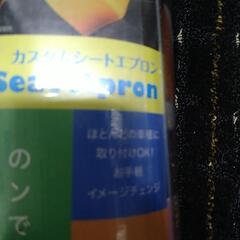 カスタムシートエプロン
Seat Apron
ほとんどの車種に
取り付けOK!
お手軽
イメージチェンジ
のンで